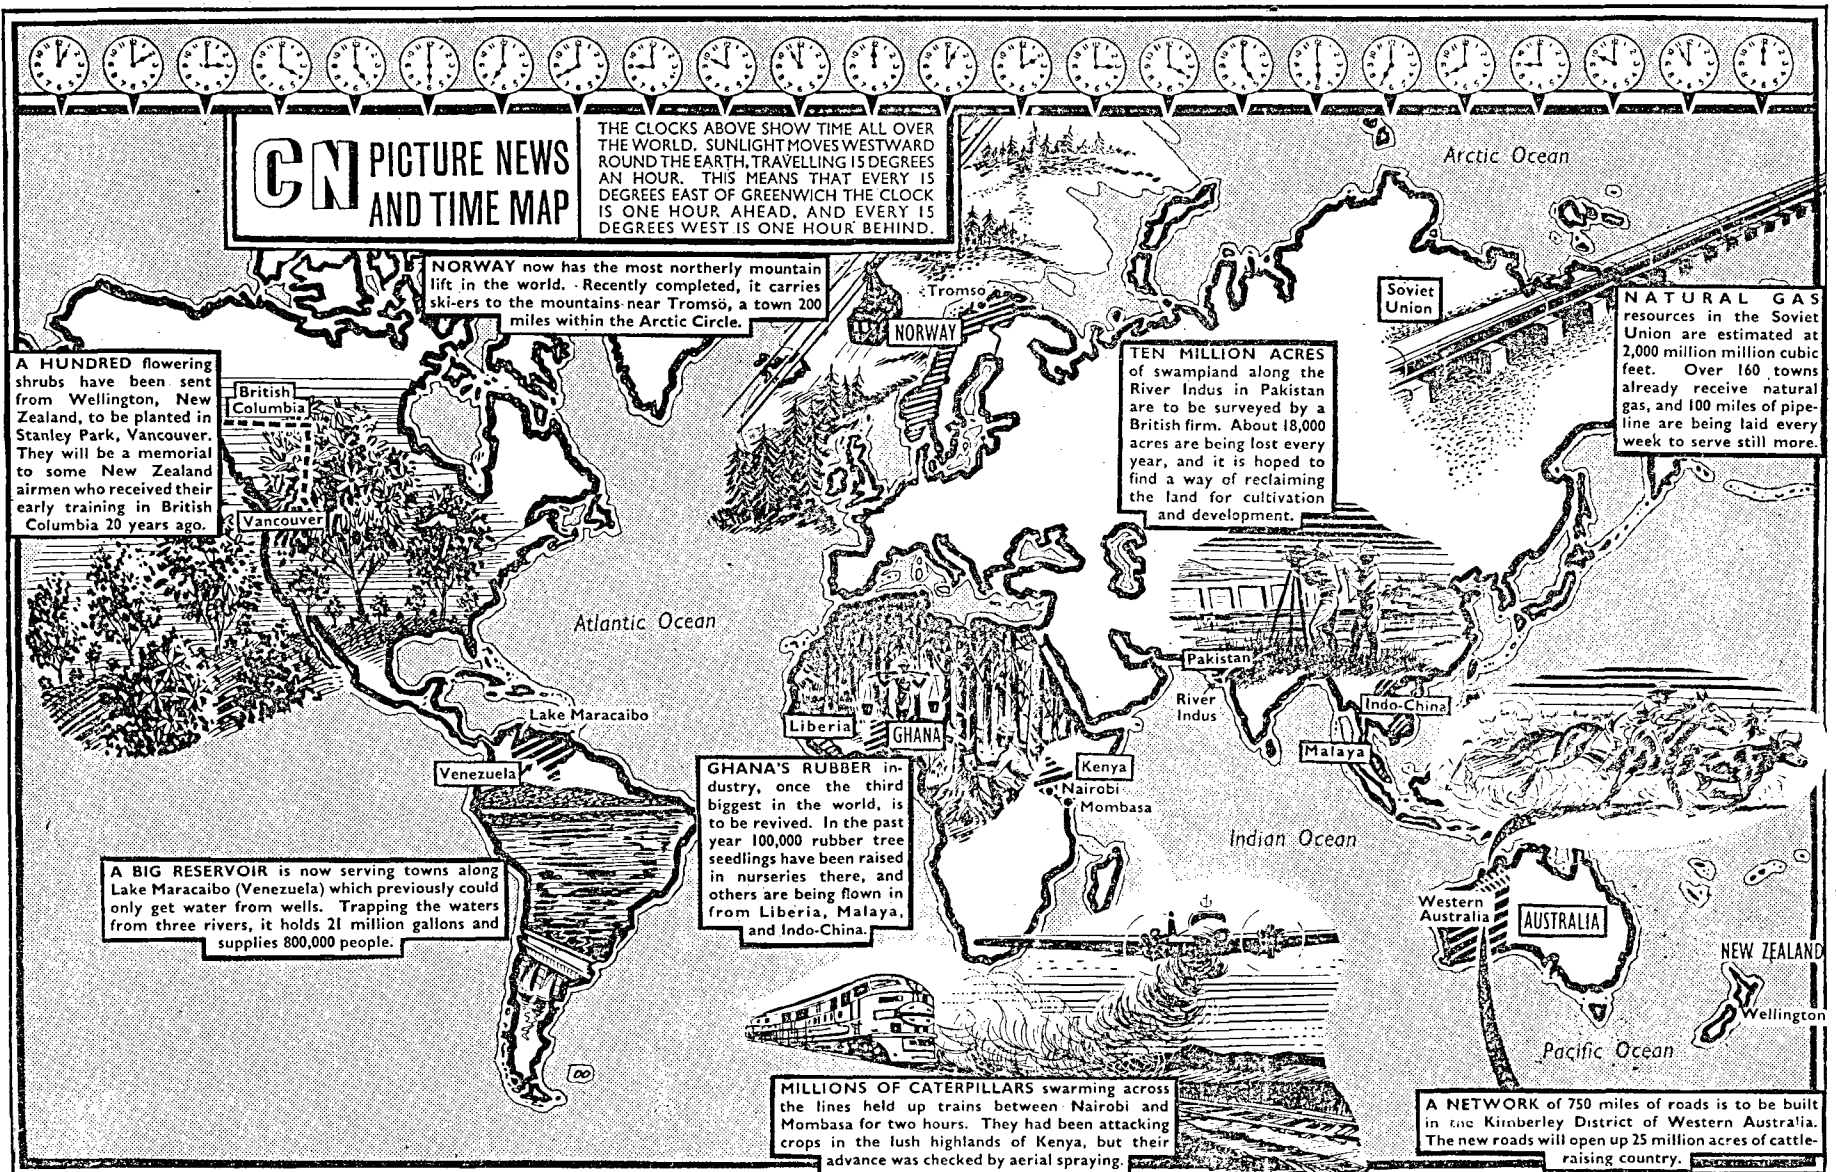 CN PICTURE NEWS
AND TIME MAP
THE CLOCKS ABOVE SHOW TIME ALL OVER
THE WORLD. SUNLIGHT MOVES WESTWARD
ROUND THE EARTH, TRAVELLING 15 DEGREES
AN HOUR. THIS MEANS THAT EVERY 15
DEGREES EAST OF GREENWICH THE CLOCK
IS ONE HOUR AHEAD, AND EVERY 15
DEGREES WEST IS ONE HOUR BEHIND.
Arctic Ocean
NORWAY now has the most northerly mountain
lift in the world. Recently completed, it carries
ski-ers to the mountains near Tromsö, a town 200
miles within the Arctic Circle.
Tromsö
NORWAY
Soviet
Union
NATURAL GAS
resources in the Soviet
Union are estimated at
2,000 million million cubic
feet. Over 160 towns
already receive natural
gas, and 100 miles of pipe-
line are being laid every
week to serve still more.
A HUNDRED flowering
shrubs have been sent
from Wellington, New
Zealand, to be planted in
Stanley Park, Vancouver.
They will be a memorial
to some New Zealand
airmen who received their
early training in British
Columbia 20 years ago.
British
Columbia
Vancouver
TEN MILLION ACRES
of swampland along the
River Indus in Pakistan
are to be surveyed by a
British firm. About 18,000
acres are being lost every
year, and it is hoped to
find a way of reclaiming
the land for cultivation
and development.
Atlantic Ocean
Pakistan
River
Indus
Indo-China
Malaya
Lake Maracaibo
Venezuela
Liberia
GHANA
Kenya
Nairobi
Mombasa
GHANA'S RUBBER in-
dustry, once the third
biggest in the world, is
to be revived. In the past
year 100,000 rubber tree
seedlings have been raised
in nurseries there, and
others are being flown in
from Liberia, Malaya,
and Indo-China.
Indian Ocean
A BIG RESERVOIR is now serving towns along
Lake Maracaibo (Venezuela) which previously could
only get water from wells. Trapping the waters
from three rivers, it holds 21 million gallons and
supplies 800,000 people.
Western
Australia
AUSTRALIA
NEW ZEALAND
Wellington
Pacific Ocean
MILLIONS OF CATERPILLARS swarming across
the lines held up trains between Nairobi and
Mombasa for two hours. They had been attacking
crops in the lush highlands of Kenya, but their
advance was checked by aerial spraying.
A NETWORK of 750 miles of roads is to be built
in the Kimberley District of Western Australia.
The new roads will open up 25 million acres of cattle-
raising country.